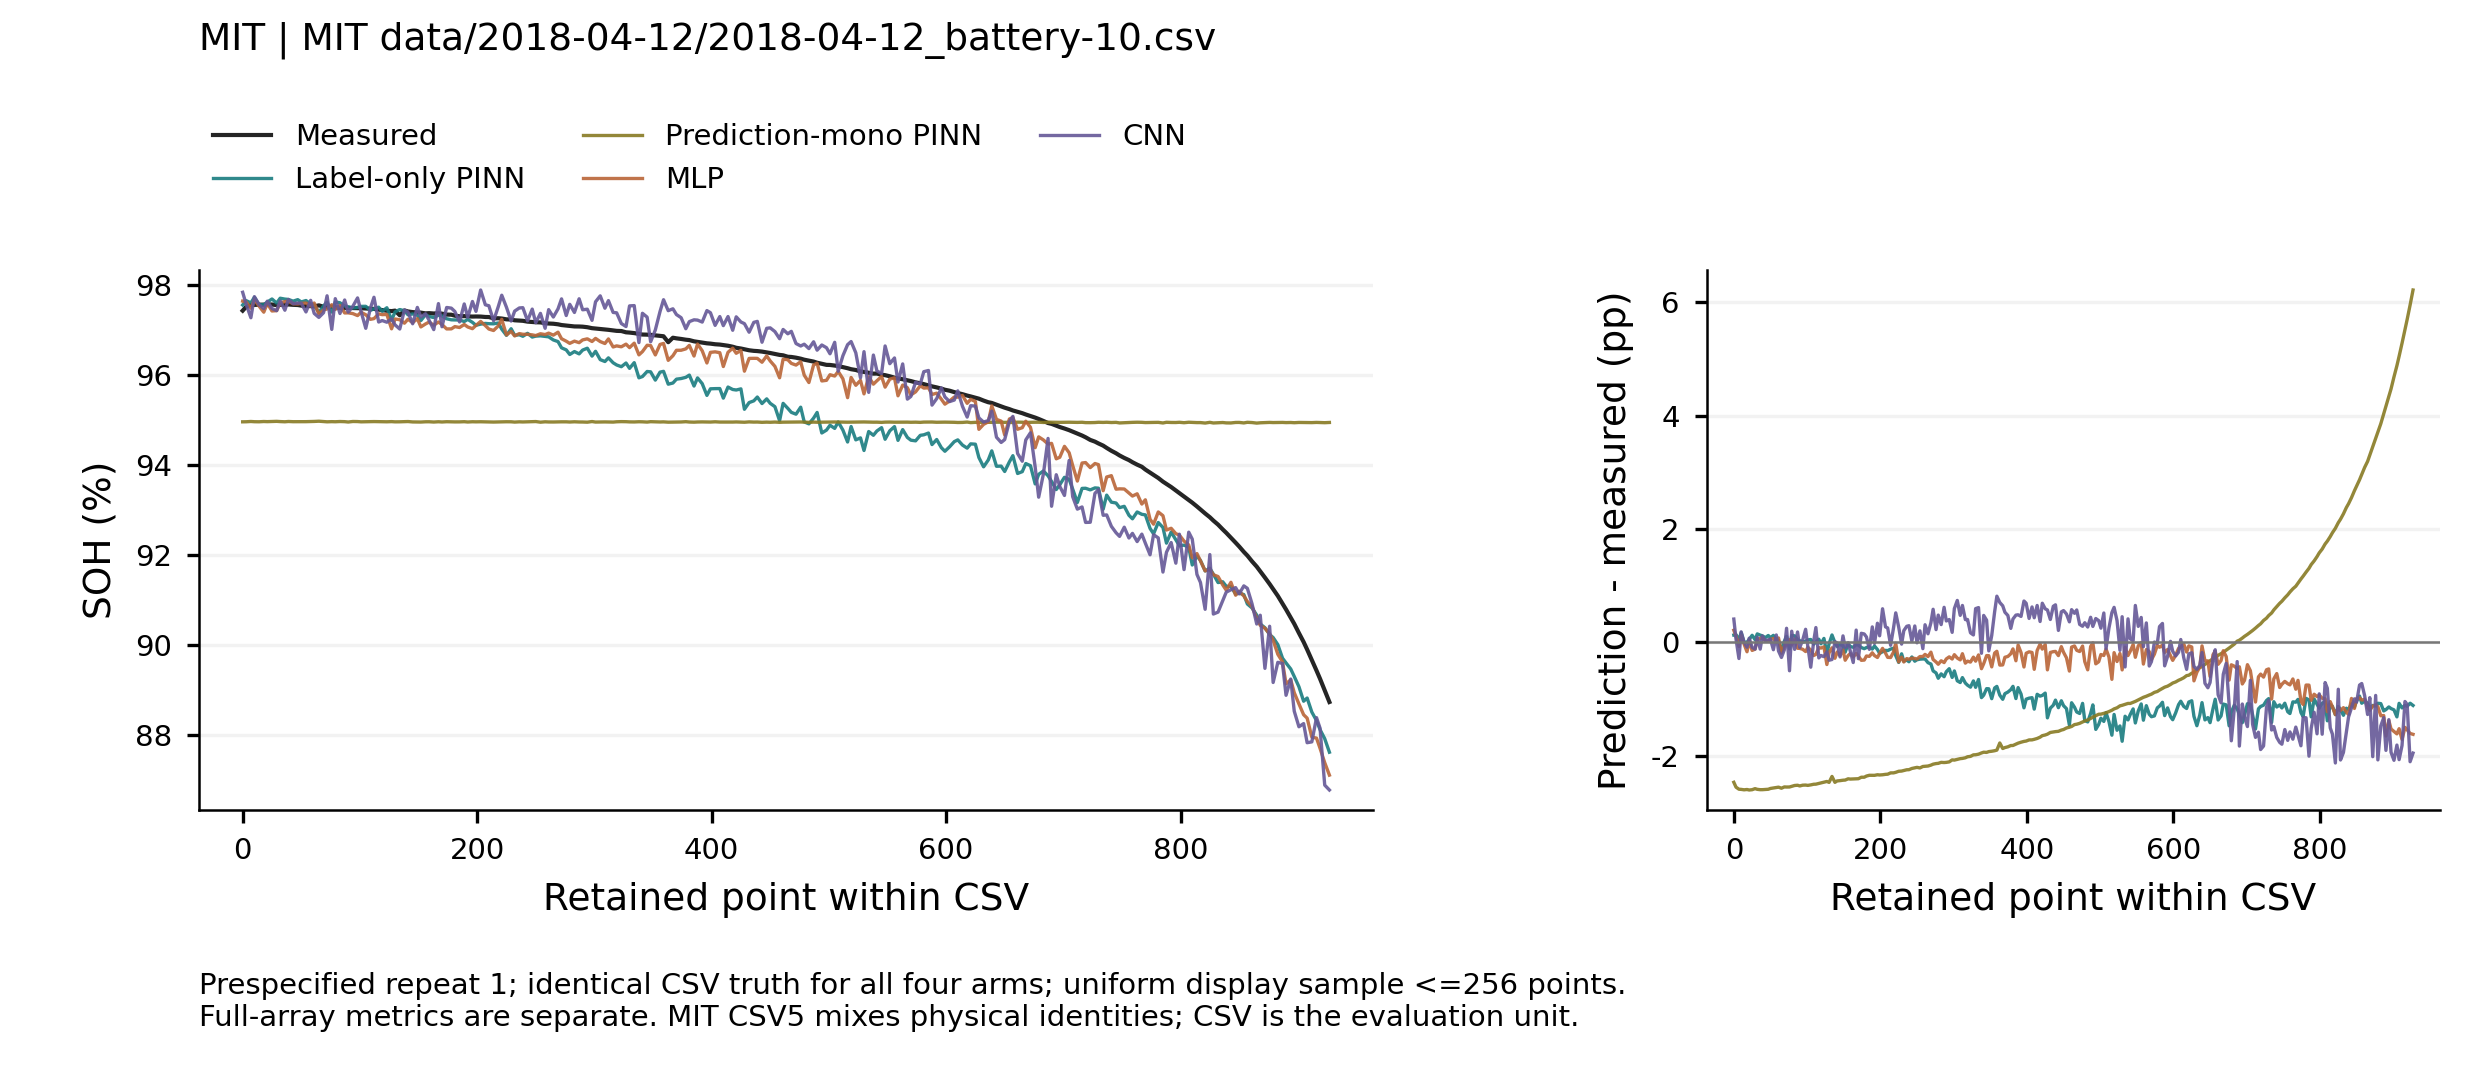 MIT | MIT data/2018-04-12/2018-04-12_battery-10.csv
Measured
Label-only PINN
Prediction-mono PINN
MLP
CNN
SOH (%)
98
96
94
92
90
88
0 200 400 600 800
Retained point within CSV
Prediction - measured (pp)
6
4
2
0
-2
0 200 400 600 800
Retained point within CSV
Prespecified repeat 1; identical CSV truth for all four arms; uniform display sample <=256 points.
Full-array metrics are separate. MIT CSV5 mixes physical identities; CSV is the evaluation unit.